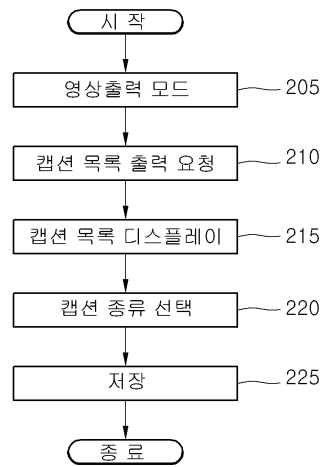 시 작
영상출력 모드 205
캡션 목록 출력 요청 210
캡션 목록 디스플레이 215
캡션 종류 선택 220
저장 225
종 료